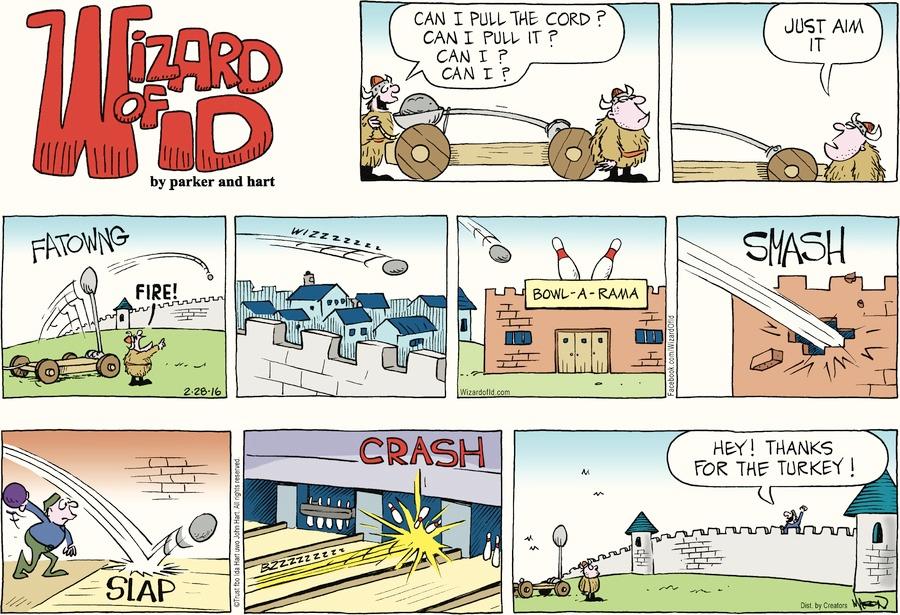 WIZARD
OF ID
by parker and hart
CAN I PULL THE CORD?
CAN I PULL IT?
CAN I?
CAN I?
JUST AIM
IT
FATOWNG
FIRE!
2-28-16
WIZZZZZZZ
BOWL-A-RAMA
WizardofId.com
Facebook.com/WizardOfId
SMASH
SLAP
CRASH
BZZZZZZZZZ
HEY! THANKS
FOR THE TURKEY!
Dist. by Creators